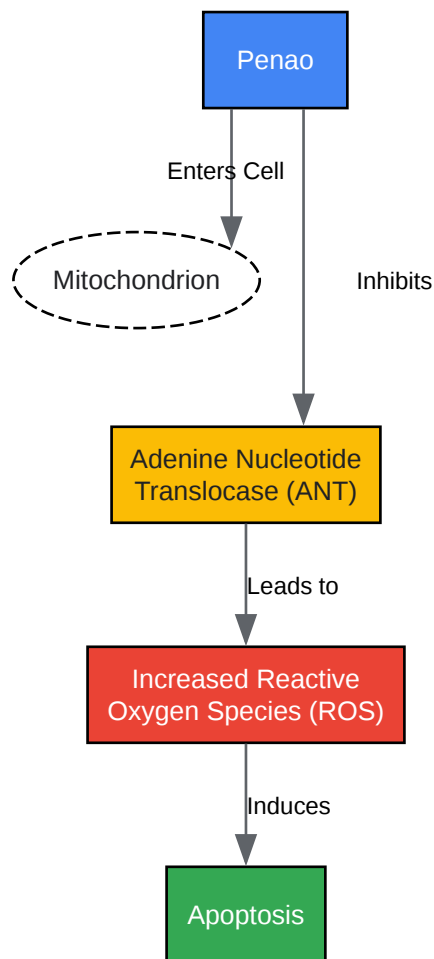 Penao
Enters Cell
Mitochondrion
Inhibits
Adenine Nucleotide
Translocase (ANT)
Leads to
Increased Reactive
Oxygen Species (ROS)
Induces
Apoptosis